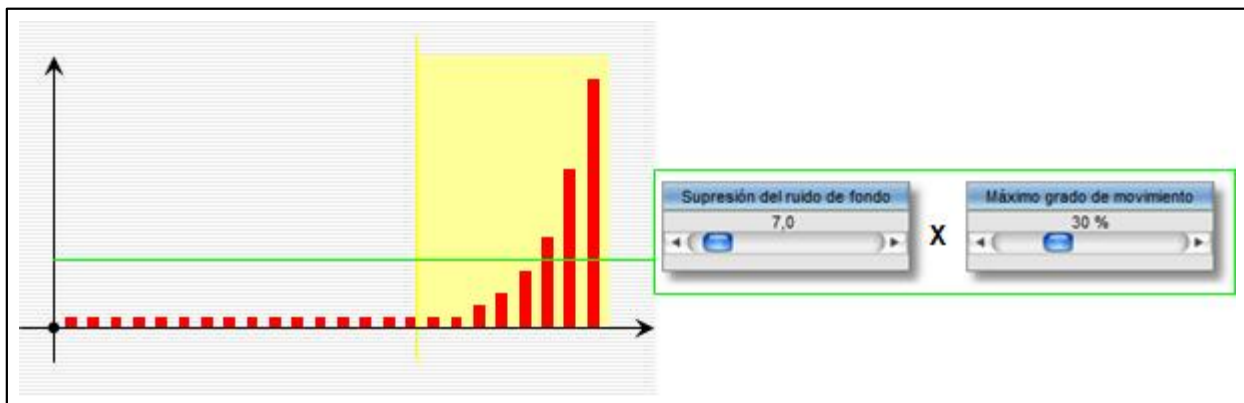 Supresión del ruido de fondo
7,0
X
Máximo grado de movimiento
30 %